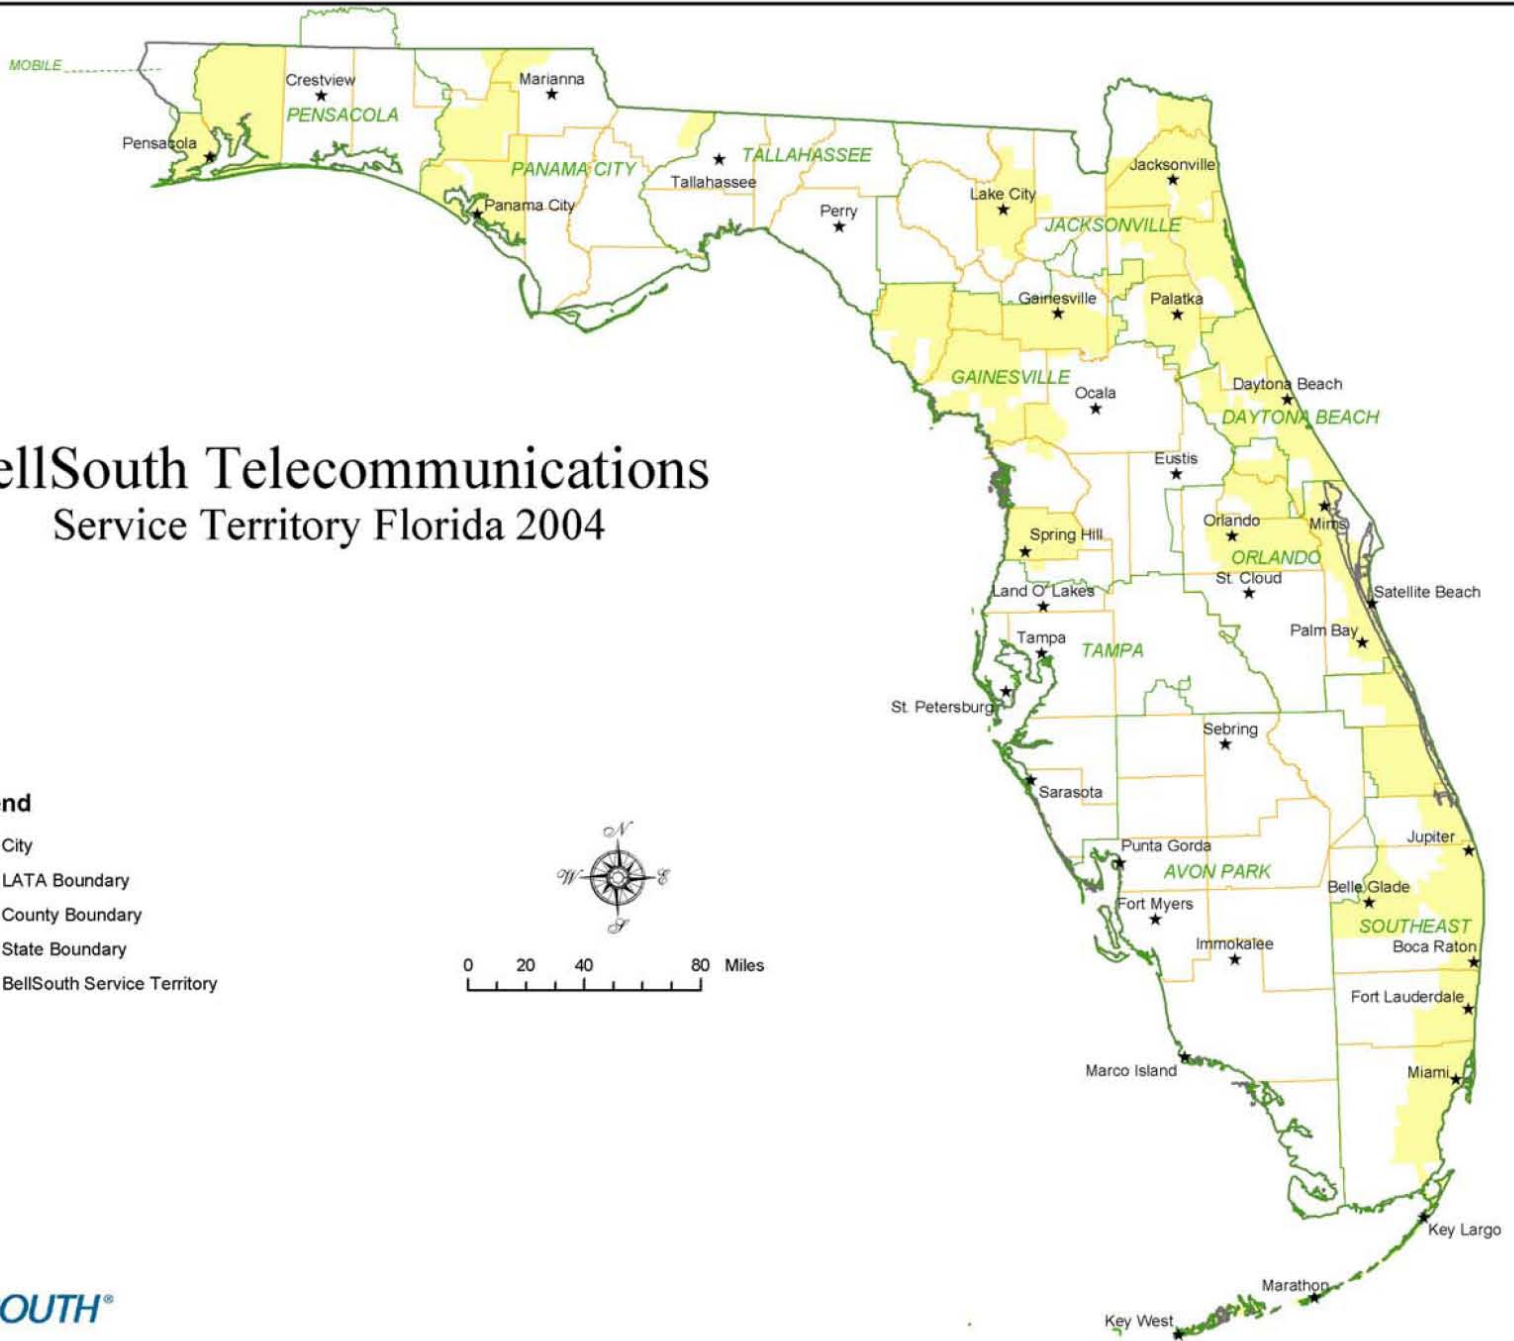 MOBILE
Crestview
Marianna
PENSACOLA
Pensacola
PANAMA CITY
Panama City
TALLAHASSEE
Tallahassee
Perry
Lake City
Jacksonville
JACKSONVILLE
Gainesville
Palatka
GAINESVILLE
Ocala
Daytona Beach
DAYTONA BEACH
ellSouth Telecommunications
Service Territory Florida 2004
Eustis
Orlando
Mims
Spring Hill
ORLANDO
St. Cloud
Land O' Lakes
Satellite Beach
Tampa
TAMPA
Palm Bay
St. Petersburg
Sebring
Sarasota
nd
City
LATA Boundary
County Boundary
State Boundary
BellSouth Service Territory
N
W E
S
0 20 40 80 Miles
Jupiter
Punta Gorda
AVON PARK
Belle Glade
Fort Myers
SOUTHEAST
Immokalee
Boca Raton
Fort Lauderdale
Marco Island
Miami
Key Largo
Marathon
Key West
OUTH®